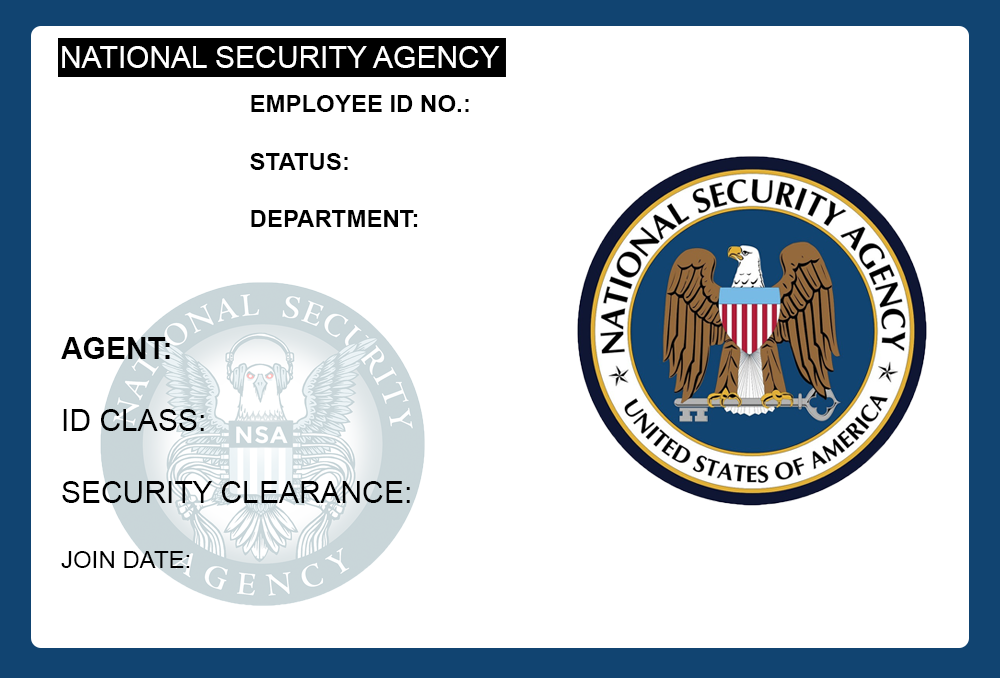 NATIONAL SECURITY AGENCY
EMPLOYEE ID NO.:
STATUS:
DEPARTMENT:
NATIONAL SECURITY AGENCY
UNITED STATES OF AMERICA
NATIONAL SECURITY
AGENT:
ID CLASS:
NSA
SECURITY CLEARANCE:
JOIN DATE:
AGENCY